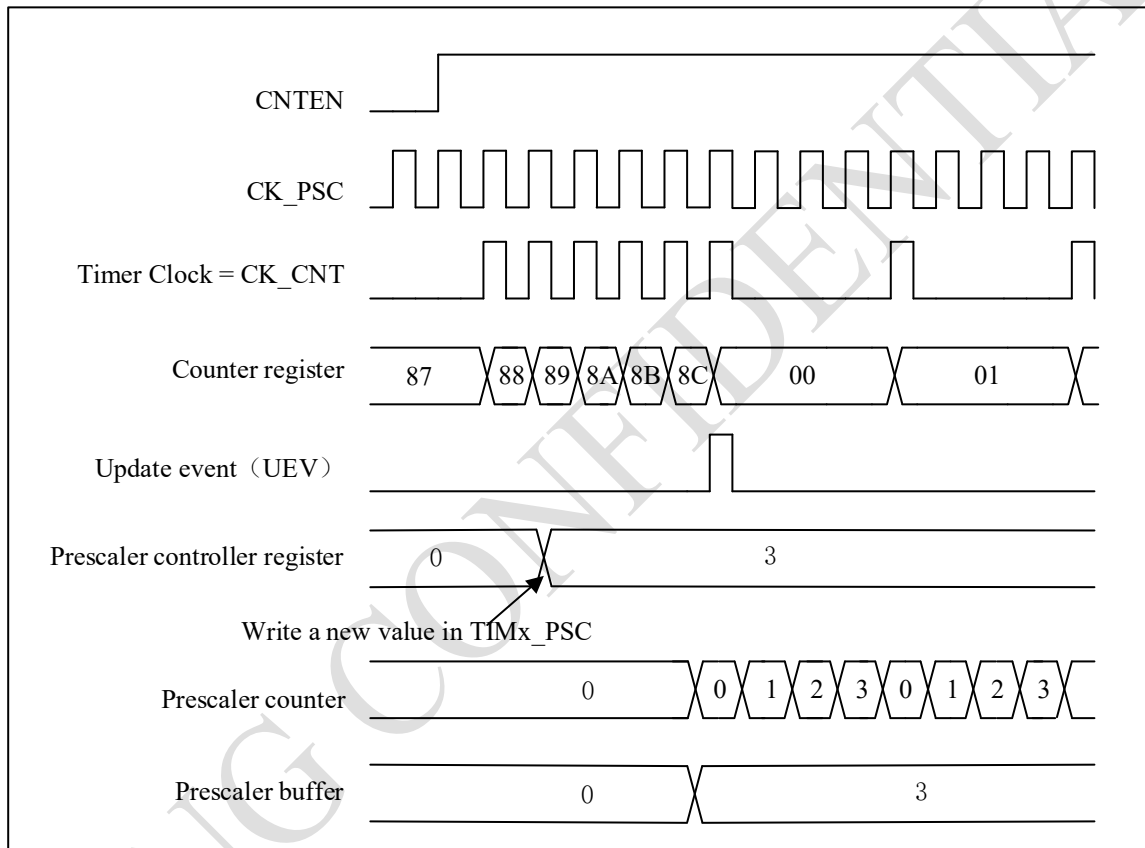 CNTEN
CK_PSC
Timer Clock = CK_CNT
Counter register
87 88 89 8A 8B 8C 00 01
Update event（UEV）
Prescaler controller register
0 3
Write a new value in TIMx_PSC
Prescaler counter
0 0 1 2 3 0 1 2 3
Prescaler buffer
0 3
NG CONFIDENTIA